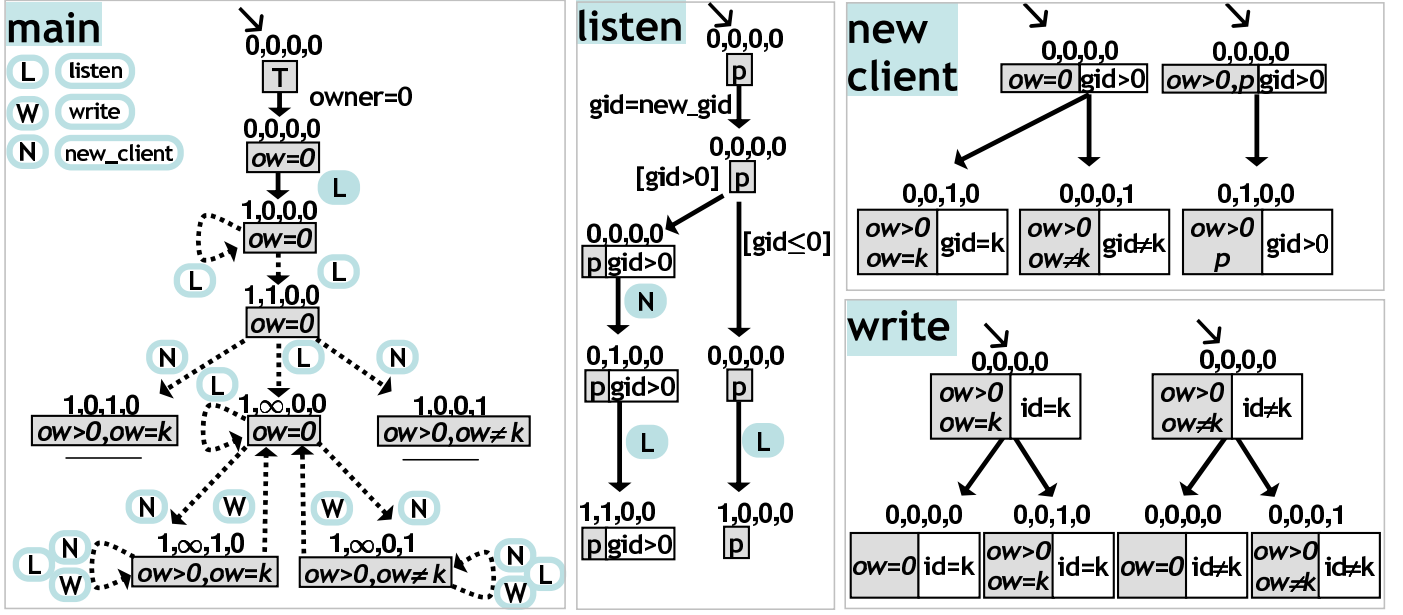 main
L listen
W write
N new_client
0,0,0,0
T
owner=0
0,0,0,0
ow=0
L
1,0,0,0
ow=0
L
L
1,1,0,0
ow=0
N
L
N
L
1,0,1,0
ow>0,ow=k
1,∞,0,0
ow=0
1,0,0,1
ow>0,ow≠k
N
W
W
N
1,∞,1,0
ow>0,ow=k
L
N
W
1,∞,0,1
ow>0,ow≠k
N
L
W
listen
0,0,0,0
p
gid=new_gid
0,0,0,0
p
[gid>0]
[gid≤0]
0,0,0,0
p gid>0
N
0,1,0,0
p gid>0
0,0,0,0
p
L
L
1,1,0,0
p gid>0
1,0,0,0
p
new
client
0,0,0,0
ow=0 gid>0
0,0,0,0
ow>0,p gid>0
0,0,1,0
ow>0
ow=k
gid=k
0,0,0,1
ow>0
ow≠k
gid≠k
0,1,0,0
ow>0
p
gid>0
write
0,0,0,0
ow>0
ow=k
id=k
0,0,0,0
ow>0
ow≠k
id≠k
0,0,0,0
ow=0 id=k
0,0,1,0
ow>0
ow=k
id=k
0,0,0,0
ow=0 id≠k
0,0,0,1
ow>0
ow≠k
id≠k